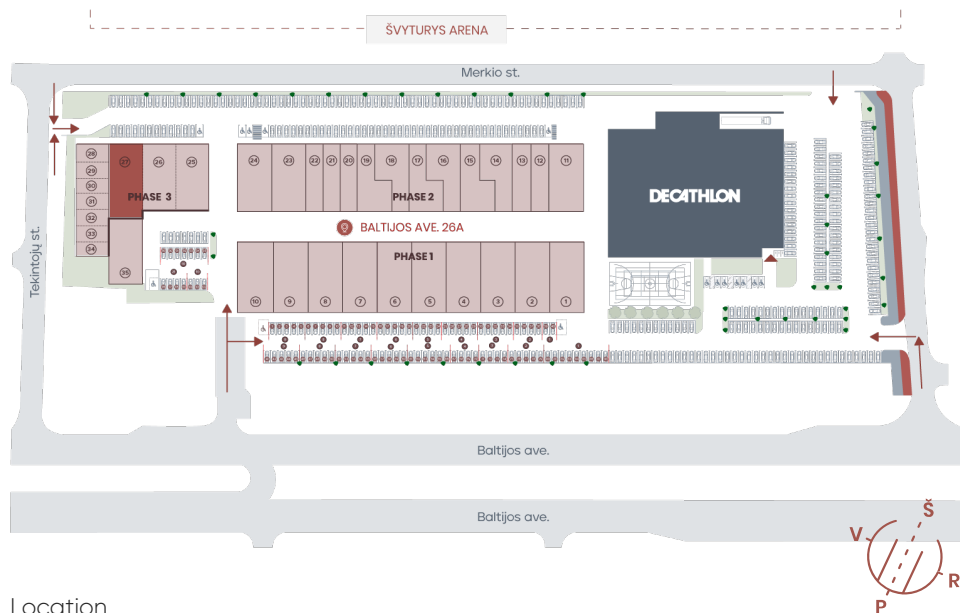 ŠVYTURYS ARENA
Merkio st.
Tekintojų st.
28
29
30
31
32
33
34
27
26
25
PHASE 3
35
24
23
22
21
20
19
18
17
16
15
14
13
12
11
PHASE 2
BALTIJOS AVE. 26A
PHASE 1
10
9
8
7
6
5
4
3
2
1
DECATHLON
Baltijos ave.
Baltijos ave.
Š
V
R
P
Location